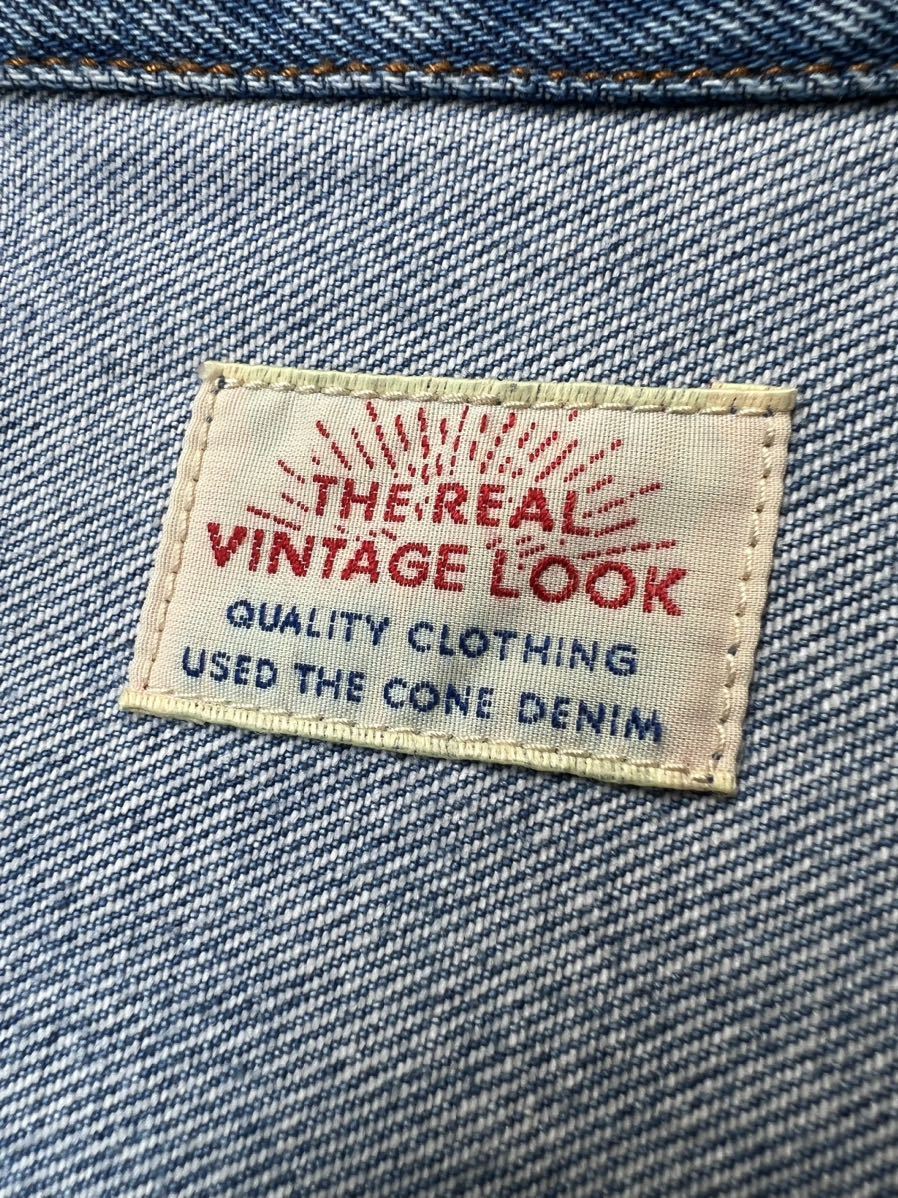 THE REAL
VINTAGE LOOK
QUALITY CLOTHING
USED THE CONE DENIM